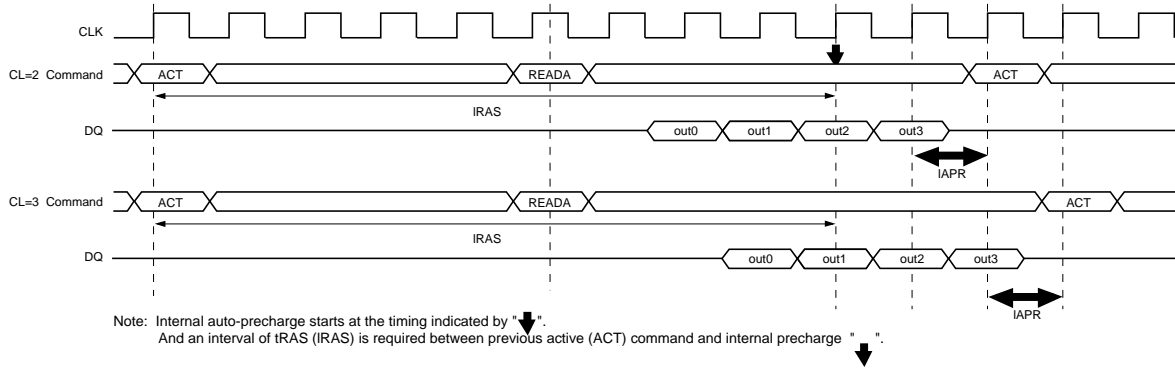 CLK
CL=2 Command ACT READA ACT
lRAS
DQ out0 out1 out2 out3
lAPR
CL=3 Command ACT READA ACT
lRAS
DQ out0 out1 out2 out3
lAPR
Note: Internal auto-precharge starts at the timing indicated by " ".
And an interval of tRAS (lRAS) is required between previous active (ACT) command and internal precharge " ".